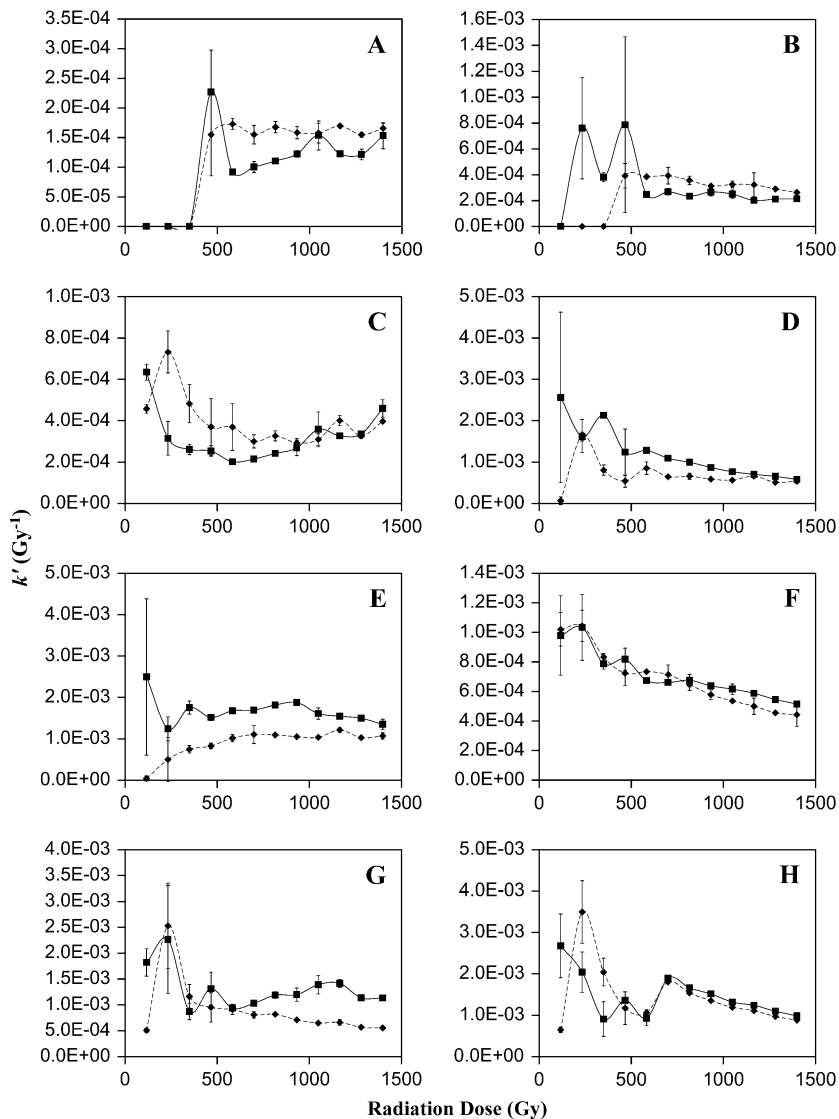 A
3.5E-04
3.0E-04
2.5E-04
2.0E-04
1.5E-04
1.0E-04
5.0E-05
0.0E+00
0 500 1000 1500
B
1.6E-03
1.4E-03
1.2E-03
1.0E-03
8.0E-04
6.0E-04
4.0E-04
2.0E-04
0.0E+00
0 500 1000 1500
C
1.0E-03
8.0E-04
6.0E-04
4.0E-04
2.0E-04
0.0E+00
0 500 1000 1500
D
5.0E-03
4.0E-03
3.0E-03
2.0E-03
1.0E-03
0.0E+00
0 500 1000 1500
k' (Gy-1)
E
5.0E-03
4.0E-03
3.0E-03
2.0E-03
1.0E-03
0.0E+00
0 500 1000 1500
F
1.4E-03
1.2E-03
1.0E-03
8.0E-04
6.0E-04
4.0E-04
2.0E-04
0.0E+00
0 500 1000 1500
G
4.0E-03
3.5E-03
3.0E-03
2.5E-03
2.0E-03
1.5E-03
1.0E-03
5.0E-04
0.0E+00
0 500 1000 1500
H
5.0E-03
4.0E-03
3.0E-03
2.0E-03
1.0E-03
0.0E+00
0 500 1000 1500
Radiation Dose (Gy)